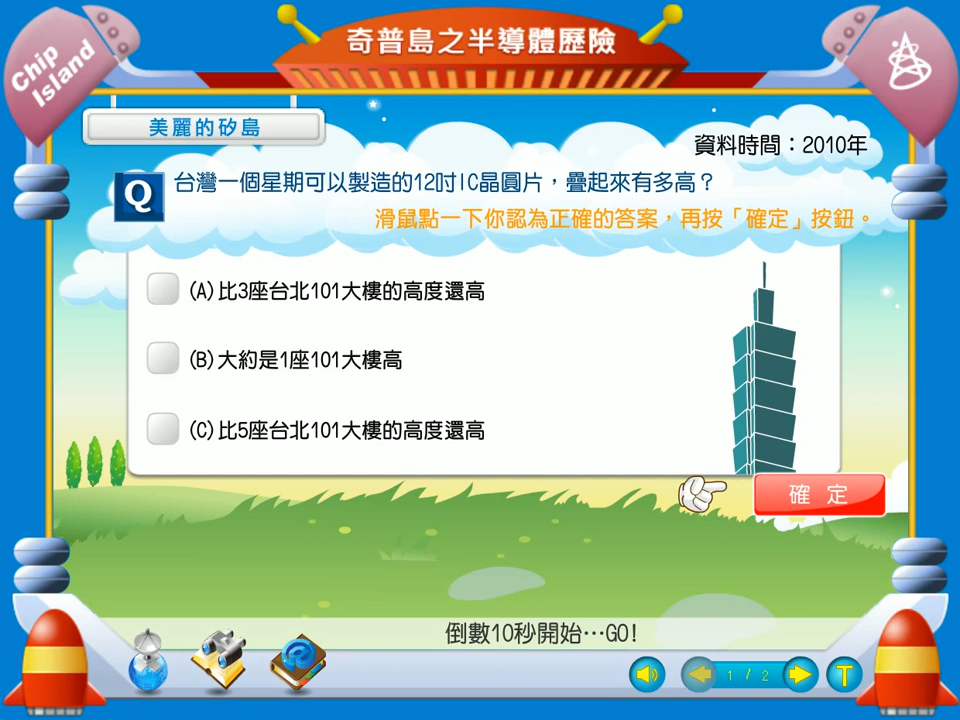 Chip
Island
奇普島之半導體歷險
美麗的矽島
資料時間：2010年
Q 台灣一個星期可以製造的12吋IC晶圓片，疊起來有多高？
滑鼠點一下你認為正確的答案，再按「確定」按鈕。
(A)比3座台北101大樓的高度還高
(B)大約是1座101大樓高
(C)比5座台北101大樓的高度還高
確 定
倒數10秒開始…GO!
1 / 2
T